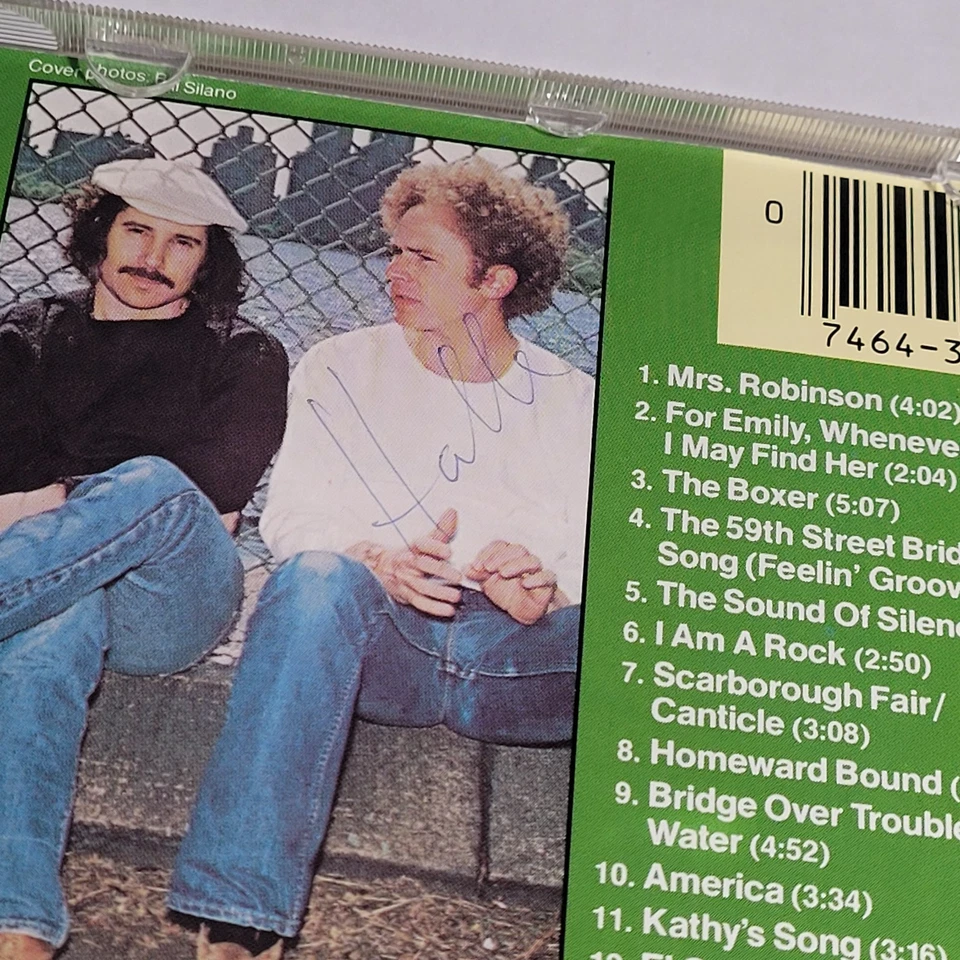 Cover photos: Silano
Halle
0
7464-3
1. Mrs. Robinson (4:02)
2. For Emily, Wheneve
I May Find Her (2:04)
3. The Boxer (5:07)
4. The 59th Street Brid
Song (Feelin' Groov
5. The Sound Of Silen
6. I Am A Rock (2:50)
7. Scarborough Fair/
Canticle (3:08)
8. Homeward Bound (
9. Bridge Over Trouble
Water (4:52)
10. America (3:34)
11. Kathy's Song (3:16)